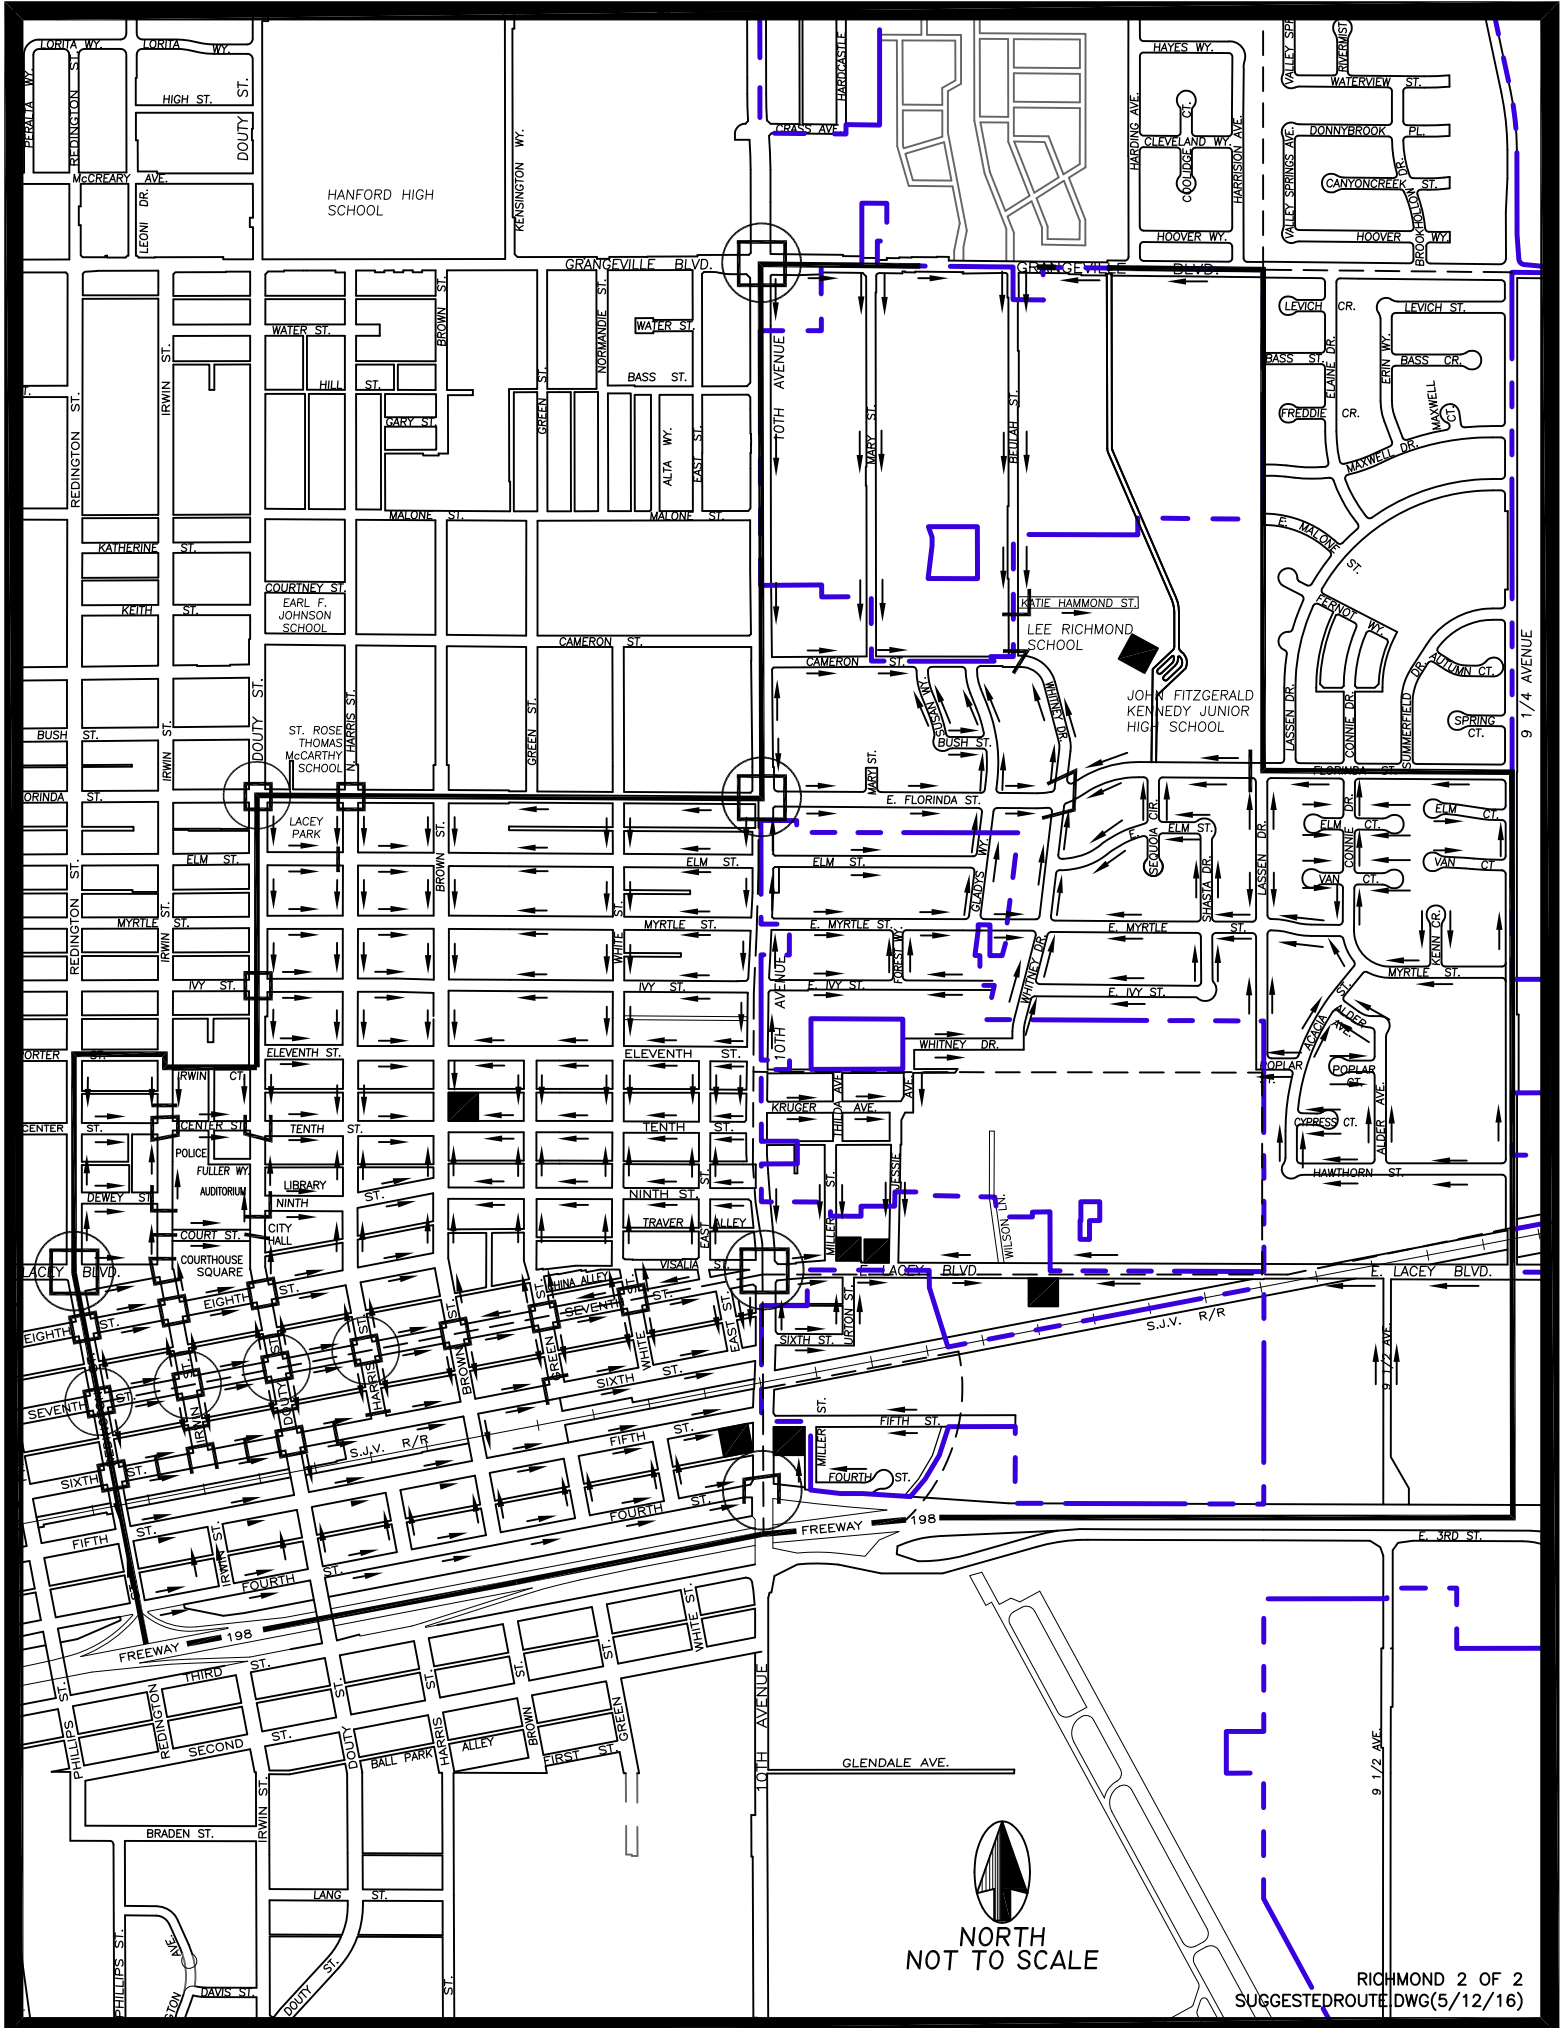 LORITA WY.
LORITA WY.
PERALTA WY.
REDINGTON ST.
HIGH ST.
DOUTY ST.
McCREARY AVE.
LEONI DR.
HANFORD HIGH
SCHOOL
KENSINGTON WY.
HARDCASTLE
CRASS AVE.
HARDING AVE.
HAYES WY.
CLEVELAND WY.
COOLIDGE CT.
HARRISION AVE.
HOOVER WY.
VALLEY SPR
RIVERMIST
WATERVIEW ST.
DONNYBROOK PL.
VALLEY SPRINGS AVE.
CANYONCREEK ST.
BROOKHOLLOW DR.
HOOVER WY.
GRANGEVILLE BLVD.
GRANGEVILLE BLVD.
IRWIN ST.
WATER ST.
BROWN ST.
NORMANDIE ST.
WATER ST.
HILL ST.
BASS ST.
GREEN ST.
GARY ST.
REDINGTON ST.
ALTA WY.
EAST ST.
10TH AVENUE
MARY ST.
BEULAH ST.
LEVICH CR.
LEVICH ST.
ELAINE DR.
ERIN WY.
BASS ST.
BASS CR.
FREDDIE CR.
MAXWELL CT.
MAXWELL DR.
MALONE ST.
MALONE ST.
E. MALONE ST.
KATHERINE ST.
COURTNEY ST.
EARL F.
JOHNSON
SCHOOL
KEITH ST.
CAMERON ST.
CAMERON ST.
KATIE HAMMOND ST.
LEE RICHMOND
SCHOOL
JOHN FITZGERALD
KENNEDY JUNIOR
HIGH SCHOOL
FERNOT WY.
AUTUMN CT.
SPRING CT.
SUMMERFIELD DR.
CONNIE DR.
LASSEN DR.
9 1/4 AVENUE
DOUTY ST.
ST. ROSE
THOMAS
McCARTHY
SCHOOL
N. HARRIS ST.
GREEN ST.
BUSH ST.
IRWIN ST.
SUSAN WY.
BUSH ST.
WHITNEY DR.
MARY ST.
FLORINDA ST.
ORINDA ST.
LACEY
PARK
E. FLORINDA ST.
ELM ST.
BROWN ST.
ELM ST.
ELM ST.
GLADYS WY.
E. ELM ST.
SEQUOIA CIR.
SHASTA DR.
LASSEN DR.
ELM CT.
CONNIE DR.
VAN CT.
ELM CT.
VAN CT
REDINGTON ST.
MYRTLE ST.
IRWIN ST.
WHITE ST.
MYRTLE ST.
E. MYRTLE ST.
FOREST WY.
E. MYRTLE ST.
KENN CR.
MYRTLE ST.
IVY ST.
IVY ST.
E. IVY ST.
WHITNEY DR.
E. IVY ST.
10TH AVENUE
ACACIA ST.
ALDER AVE.
PORTER ST.
ELEVENTH ST.
ELEVENTH ST.
WHITNEY DR.
POPLAR ST.
POPLAR CT.
IRWIN CT.
KRUGER AVE.
THILDA AVE
JESSIE AVE.
CENTER ST.
CENTER ST.
TENTH ST.
TENTH ST.
CYPRESS CT.
ALDER AVE.
POLICE
FULLER WY.
AUDITORIUM
LIBRARY
DEWEY ST.
NINTH ST.
NINTH ST.
HAWTHORN ST.
COURT ST.
CITY
HALL
COURTHOUSE
SQUARE
TRAVER ALLEY
EAST ST.
MILLER ST.
WILSON LN.
VISALIA ST.
LACEY BLVD.
E. LACEY BLVD.
E. LACEY BLVD.
CHINA ALLEY
EIGHTH ST.
EIGHTH ST.
SEVENTH ST.
SIXTH ST.
URTON ST.
S.J.V. R/R
9 1/2 AVE.
SEVENTH ST.
IRWIN ST.
DOUTY ST.
HARRIS ST.
BROWN ST.
GREEN ST.
WHITE ST.
EAST ST.
SIXTH ST.
S.J.V. R/R
FIFTH ST.
MILLER ST.
FIFTH ST.
FOURTH ST.
SIXTH ST.
FOURTH ST.
FREEWAY 198
E. 3RD ST.
FIFTH ST.
IRWIN ST.
FOURTH ST.
FREEWAY 198
THIRD ST.
WHITE ST.
PHILLIPS ST.
REDINGTON
SECOND ST.
DOUTY ST.
HARRIS ST.
BROWN ST.
GREEN ST.
BALL PARK ALLEY
FIRST ST.
10TH AVENUE
GLENDALE AVE.
9 1/2 AVE.
IRWIN ST.
BRADEN ST.
LANG ST.
PHILLIPS ST.
AVE.
DAVIS ST.
DOUTY ST.
ST.
NORTH
NOT TO SCALE
RICHMOND 2 OF 2
SUGGESTEDROUTE.DWG(5/12/16)